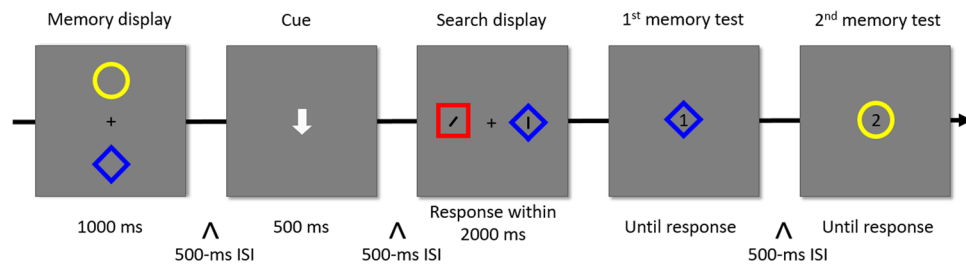 Memory display
Cue
Search display
1st memory test
2nd memory test
+
+
1
2
1000 ms
500 ms
Response within
2000 ms
Until response
Until response
500-ms ISI
500-ms ISI
500-ms ISI